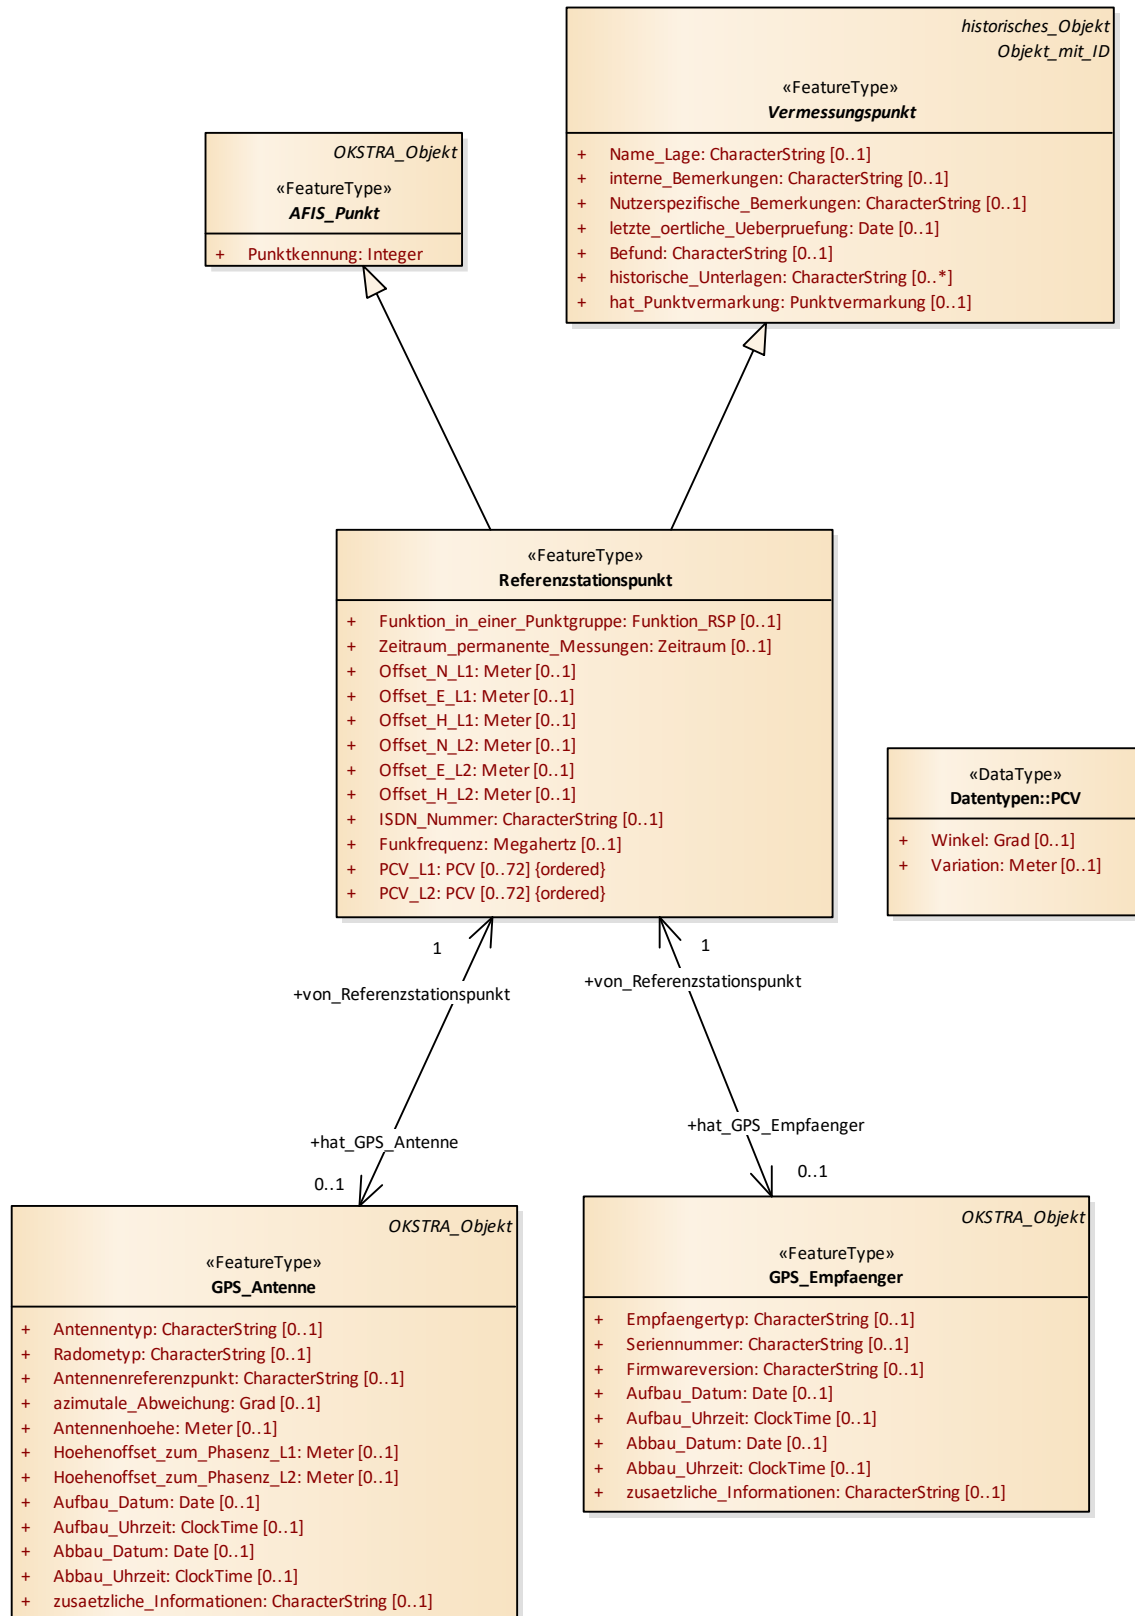 historisches_Objekt
Objekt_mit_ID
«FeatureType»
Vermessungspunkt
+ Name_Lage: CharacterString [0..1]
+ interne_Bemerkungen: CharacterString [0..1]
+ Nutzerspezifische_Bemerkungen: CharacterString [0..1]
+ letzte_oertliche_Ueberpruefung: Date [0..1]
+ Befund: CharacterString [0..1]
+ historische_Unterlagen: CharacterString [0..*]
+ hat_Punktvermarkung: Punktvermarkung [0..1]
OKSTRA_Objekt
«FeatureType»
AFIS_Punkt
+ Punktkennung: Integer
«FeatureType»
Referenzstationspunkt
+ Funktion_in_einer_Punktgruppe: Funktion_RSP [0..1]
+ Zeitraum_permanente_Messungen: Zeitraum [0..1]
+ Offset_N_L1: Meter [0..1]
+ Offset_E_L1: Meter [0..1]
+ Offset_H_L1: Meter [0..1]
+ Offset_N_L2: Meter [0..1]
+ Offset_E_L2: Meter [0..1]
+ Offset_H_L2: Meter [0..1]
+ ISDN_Nummer: CharacterString [0..1]
+ Funkfrequenz: Megahertz [0..1]
+ PCV_L1: PCV [0..72] {ordered}
+ PCV_L2: PCV [0..72] {ordered}
«DataType»
Datentypen::PCV
+ Winkel: Grad [0..1]
+ Variation: Meter [0..1]
1
+von_Referenzstationspunkt
1
+von_Referenzstationspunkt
+hat_GPS_Antenne
0..1
+hat_GPS_Empfaenger
0..1
OKSTRA_Objekt
«FeatureType»
GPS_Antenne
+ Antennentyp: CharacterString [0..1]
+ Radometyp: CharacterString [0..1]
+ Antennenreferenzpunkt: CharacterString [0..1]
+ azimutale_Abweichung: Grad [0..1]
+ Antennenhoehe: Meter [0..1]
+ Hoehenoffset_zum_Phasenz_L1: Meter [0..1]
+ Hoehenoffset_zum_Phasenz_L2: Meter [0..1]
+ Aufbau_Datum: Date [0..1]
+ Aufbau_Uhrzeit: ClockTime [0..1]
+ Abbau_Datum: Date [0..1]
+ Abbau_Uhrzeit: ClockTime [0..1]
+ zusaetzliche_Informationen: CharacterString [0..1]
OKSTRA_Objekt
«FeatureType»
GPS_Empfaenger
+ Empfaengertyp: CharacterString [0..1]
+ Seriennummer: CharacterString [0..1]
+ Firmwareversion: CharacterString [0..1]
+ Aufbau_Datum: Date [0..1]
+ Aufbau_Uhrzeit: ClockTime [0..1]
+ Abbau_Datum: Date [0..1]
+ Abbau_Uhrzeit: ClockTime [0..1]
+ zusaetzliche_Informationen: CharacterString [0..1]